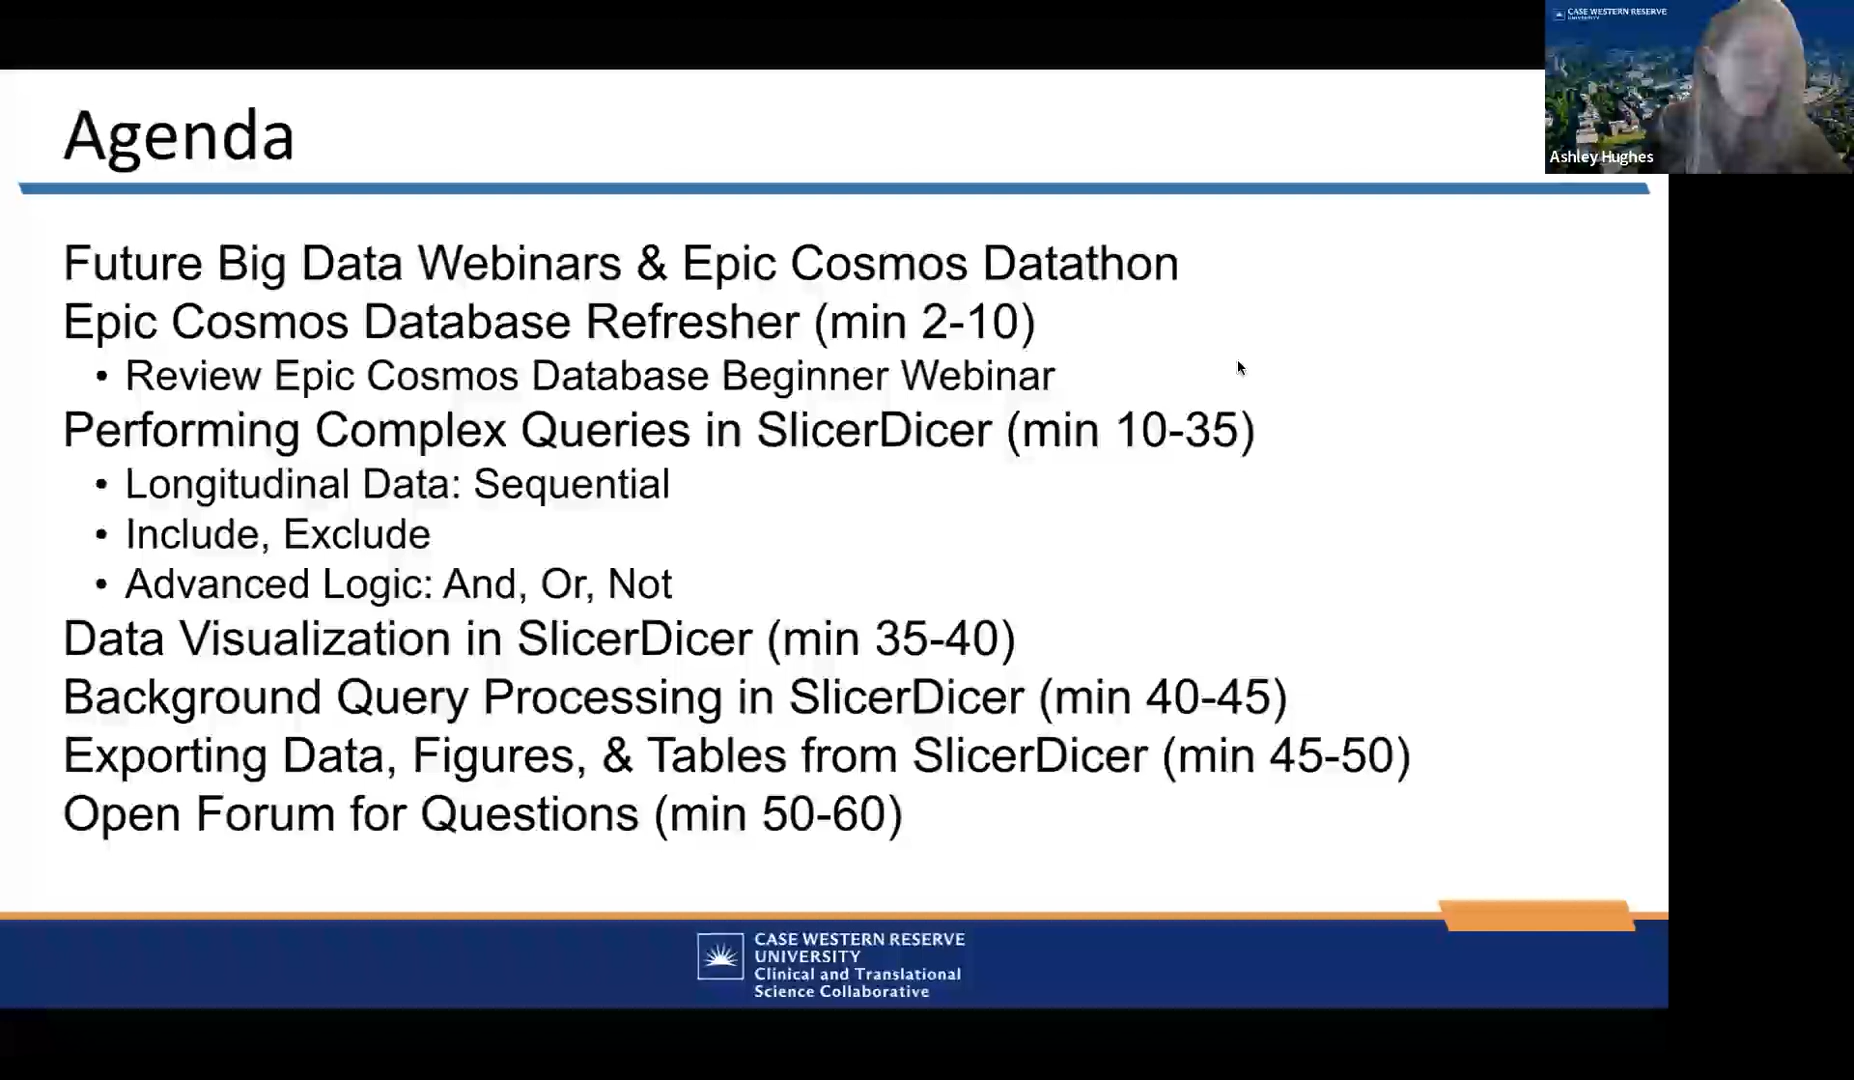 CASE WESTERN RESERVE
UNIVERSITY
Ashley Hughes
Agenda
Future Big Data Webinars & Epic Cosmos Datathon
Epic Cosmos Database Refresher (min 2-10)
• Review Epic Cosmos Database Beginner Webinar
Performing Complex Queries in SlicerDicer (min 10-35)
• Longitudinal Data: Sequential
• Include, Exclude
• Advanced Logic: And, Or, Not
Data Visualization in SlicerDicer (min 35-40)
Background Query Processing in SlicerDicer (min 40-45)
Exporting Data, Figures, & Tables from SlicerDicer (min 45-50)
Open Forum for Questions (min 50-60)
CASE WESTERN RESERVE
UNIVERSITY
Clinical and Translational
Science Collaborative